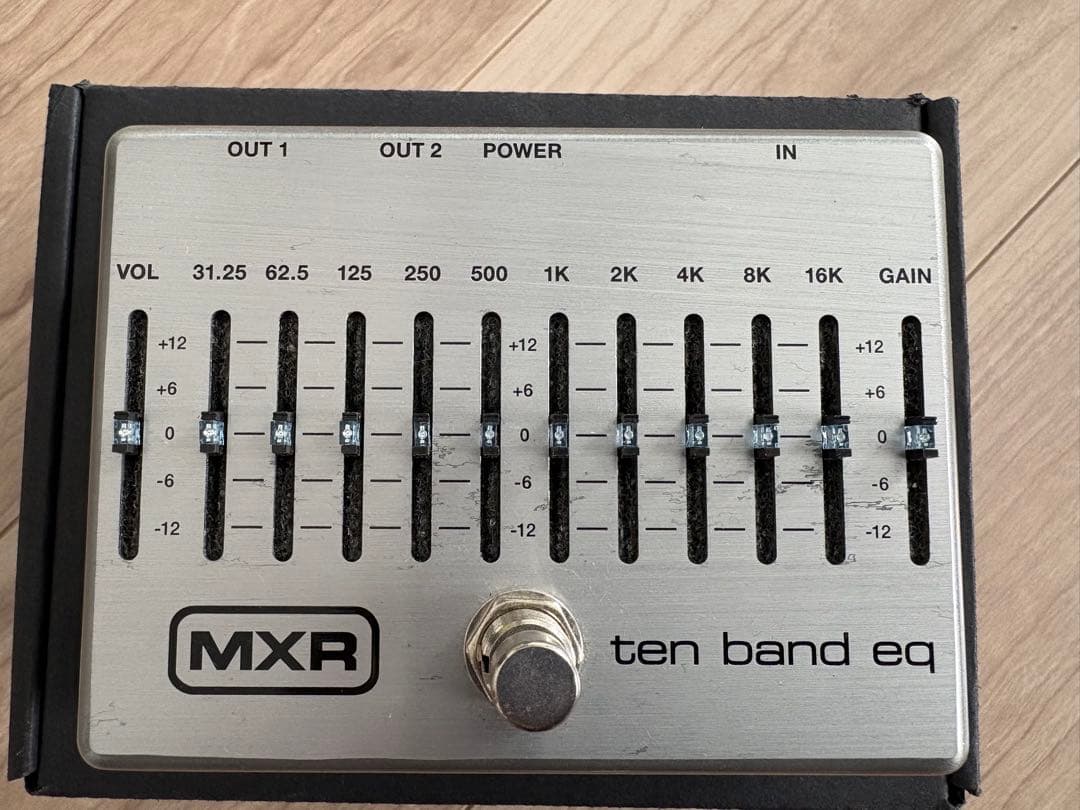 OUT 1 OUT 2 POWER IN
VOL 31.25 62.5 125 250 500 1K 2K 4K 8K 16K GAIN
+12 +12 +12
+6 +6 +6
0 0 0
-6 -6 -6
-12 -12 -12
MXR ten band eq